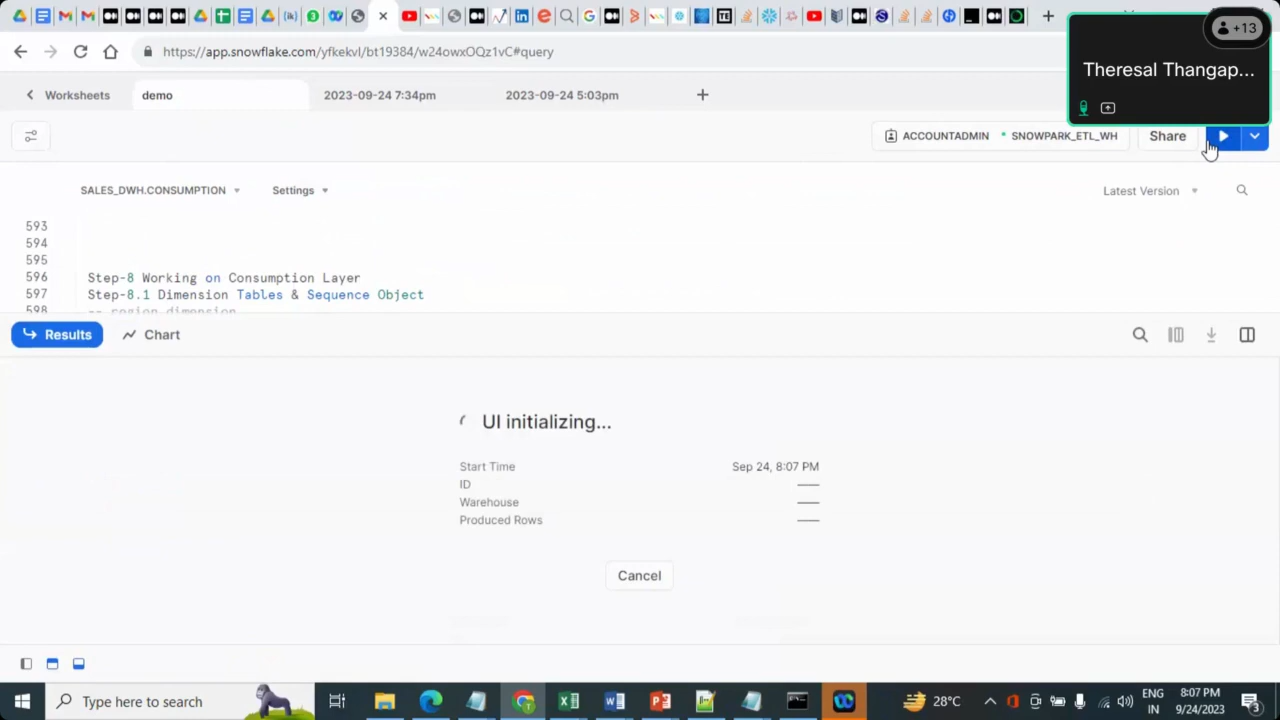 +13
https://app.snowflake.com/yfkekvl/bt19384/w24owxOQz1vC#query
Theresal Thangap...
Worksheets
demo
2023-09-24 7:34pm
2023-09-24 5:03pm
ACCOUNTADMIN
SNOWPARK_ETL_WH
Share
SALES_DWH.CONSUMPTION
Settings
Latest Version
593
594
595
596 Step-8 Working on Consumption Layer
597 Step-8.1 Dimension Tables & Sequence Object
598 -- region dimension
Results
Chart
UI initializing...
Start Time Sep 24, 8:07 PM
ID
Warehouse
Produced Rows
Cancel
Type here to search
28°C
ENG
IN
8:07 PM
9/24/2023
3